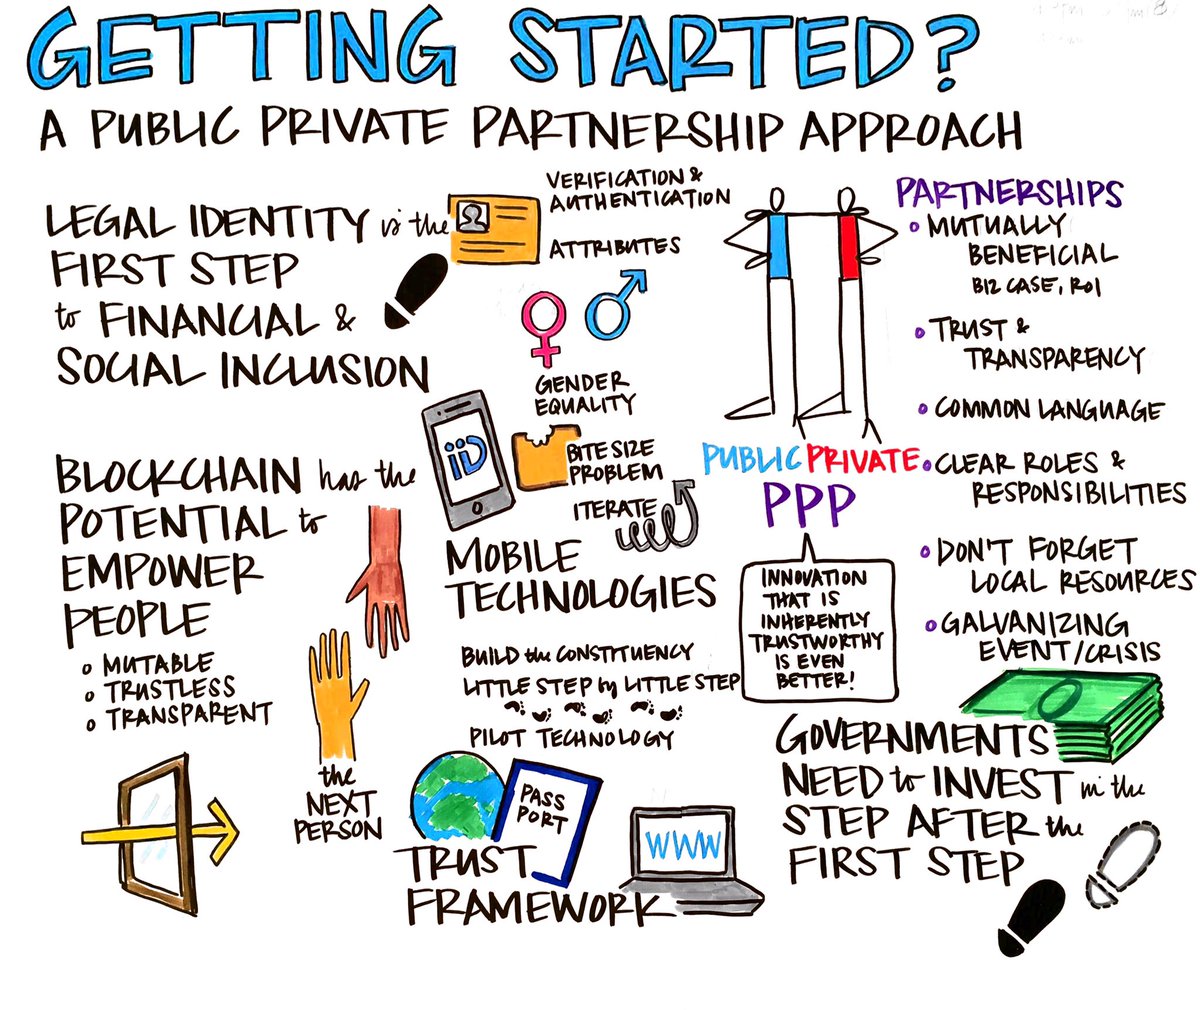 GETTING STARTED?
A PUBLIC PRIVATE PARTNERSHIP APPROACH
LEGAL IDENTITY is the
FIRST STEP
to FINANCIAL &
SOCIAL INCLUSION
VERIFICATION &
AUTHENTICATION
ATTRIBUTES
GENDER
EQUALITY
BLOCKCHAIN has the
POTENTIAL to
EMPOWER
PEOPLE
MUTABLE
TRUSTLESS
TRANSPARENT
the
NEXT
PERSON
iiD
BITE SIZE
PROBLEM
ITERATE
MOBILE
TECHNOLOGIES
BUILD the CONSTITUENCY
LITTLE STEP by LITTLE STEP
PILOT TECHNOLOGY
PASS
PORT
TRUST
FRAMEWORK
WWW
PUBLIC PRIVATE
PPP
INNOVATION
THAT IS
INHERENTLY
TRUSTWORTHY
IS EVEN
BETTER!
PARTNERSHIPS
MUTUALLY
BENEFICIAL
BIZ CASE, ROI
TRUST &
TRANSPARENCY
COMMON LANGUAGE
CLEAR ROLES &
RESPONSIBILITIES
DON'T FORGET
LOCAL RESOURCES
GALVANIZING
EVENT/CRISIS
GOVERNMENTS
NEED to INVEST in the
STEP AFTER the
FIRST STEP